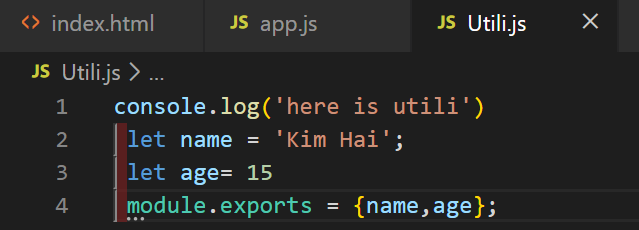 <> index.html JS app.js JS Utili.js ×
JS Utili.js > ...
1 console.log('here is utili')
2 let name = 'Kim Hai';
3 let age= 15
4 module.exports = {name,age};